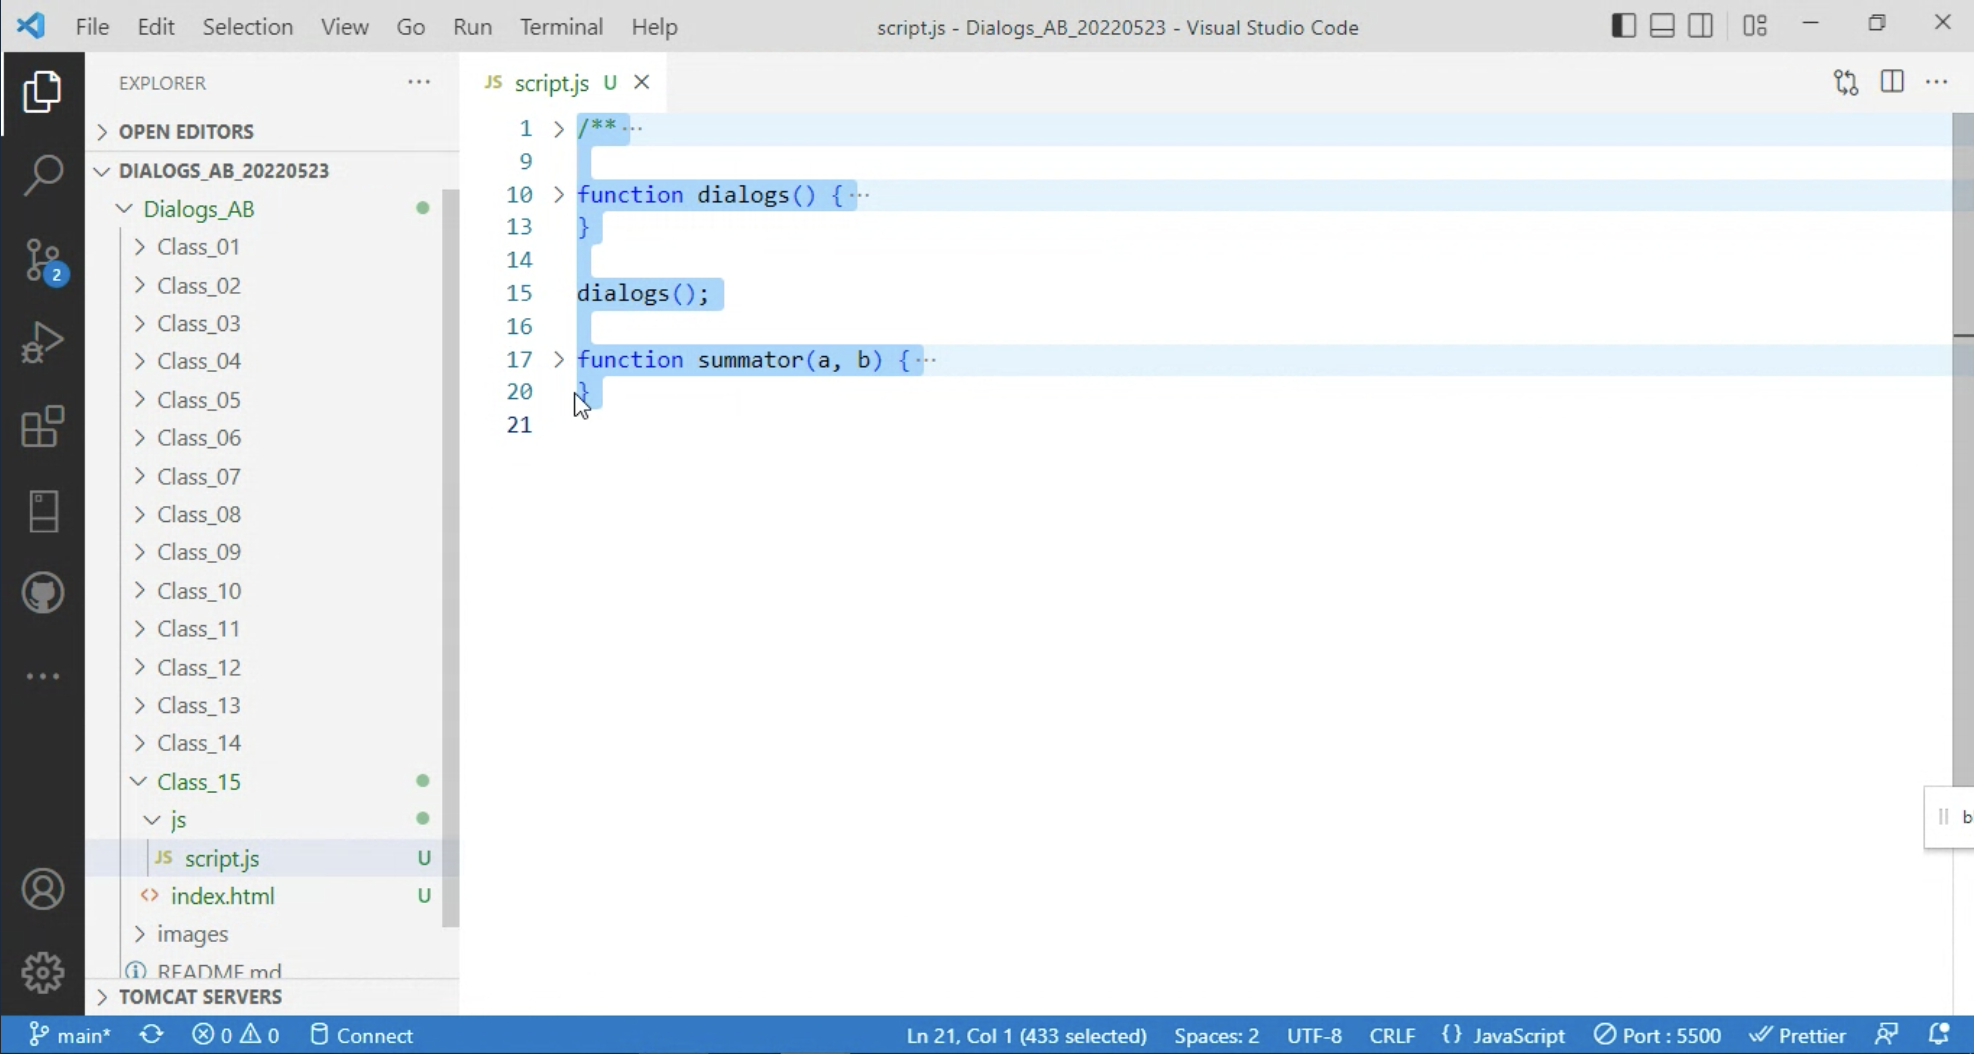 File Edit Selection View Go Run Terminal Help script.js - Dialogs_AB_20220523 - Visual Studio Code
EXPLORER
OPEN EDITORS
DIALOGS_AB_20220523
Dialogs_AB
Class_01
Class_02
Class_03
Class_04
Class_05
Class_06
Class_07
Class_08
Class_09
Class_10
Class_11
Class_12
Class_13
Class_14
Class_15
js
JS script.js U
<> index.html U
images
README.md
TOMCAT SERVERS
JS script.js U
1 /**
9
10 function dialogs() {
13 }
14
15 dialogs();
16
17 function summator(a, b) {
20 }
21
2
b
main* 0 0 Connect Ln 21, Col 1 (433 selected) Spaces: 2 UTF-8 CRLF {} JavaScript Port : 5500 Prettier